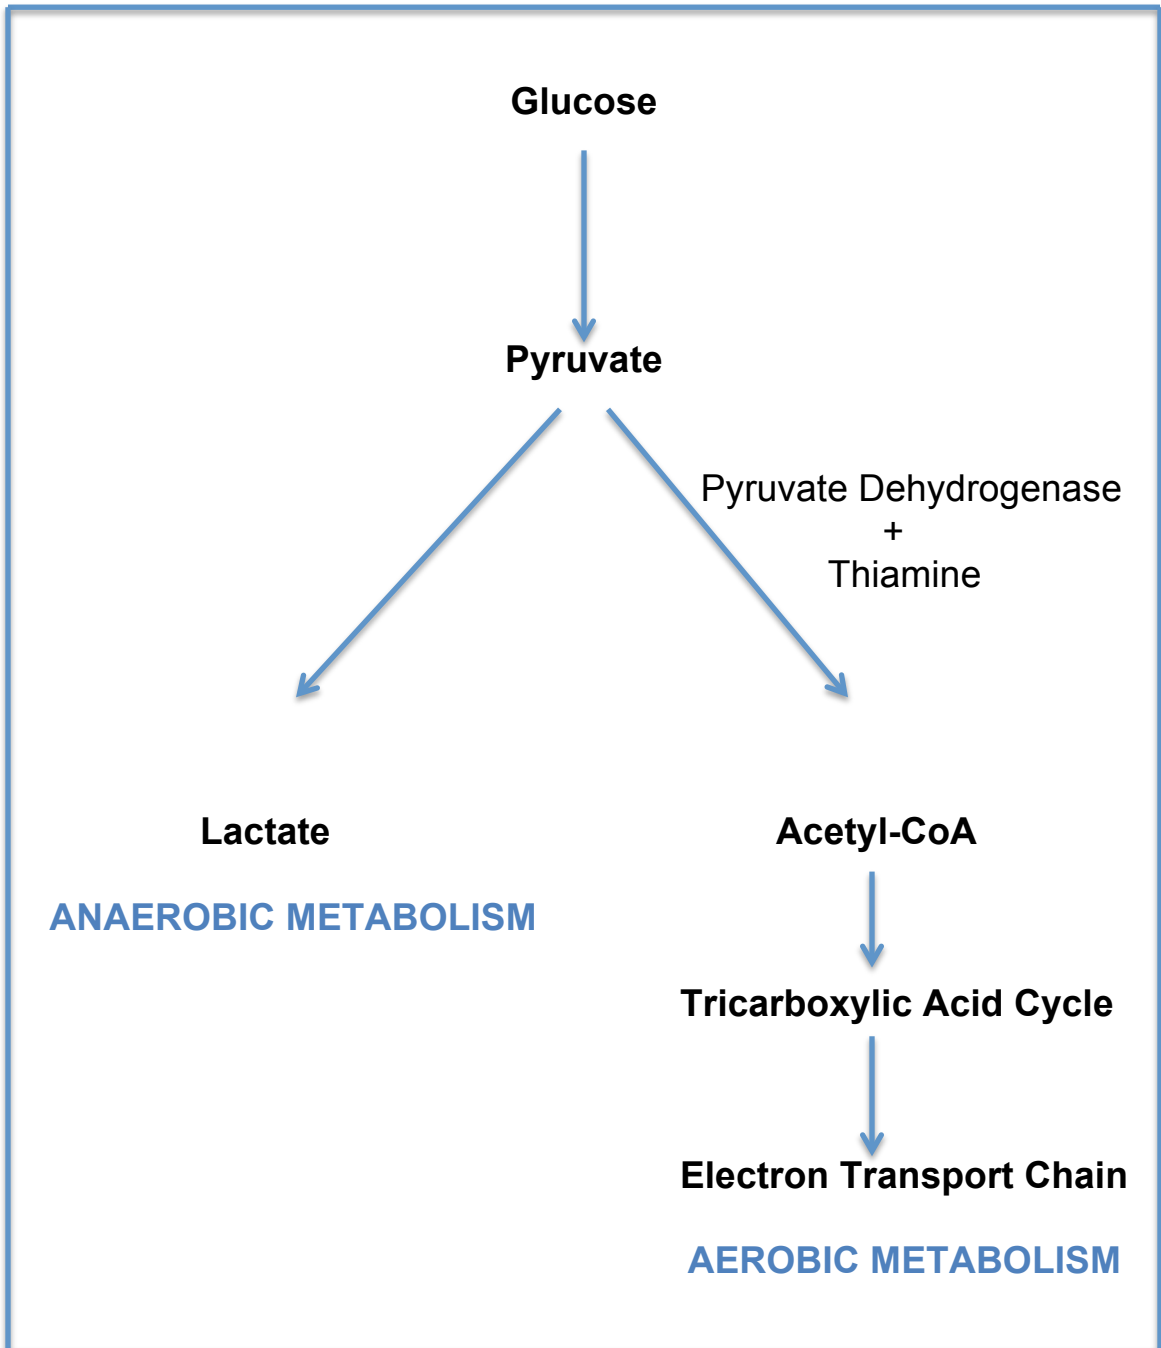 Glucose
Pyruvate
Pyruvate Dehydrogenase
+
Thiamine
Lactate
Acetyl-CoA
ANAEROBIC METABOLISM
Tricarboxylic Acid Cycle
Electron Transport Chain
AEROBIC METABOLISM